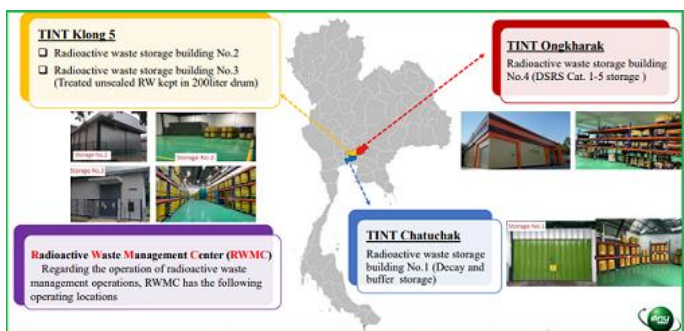 TINT Klong 5
Radioactive waste storage building No.2
Radioactive waste storage building No.3
(Treated unsealed RW kept in 200liter drum)
TINT Ongkharak
Radioactive waste storage building
No.4 (DSRS Cat. 1-5 storage )
Storage No.2
Storage No.2
Storage No.3
Radioactive Waste Management Center (RWMC)
Regarding the operation of radioactive waste
management operations, RWMC has the following
operating locations
TINT Chatuchak
Radioactive waste storage
building No.1 (Decay and
buffer storage)
Storage No.1